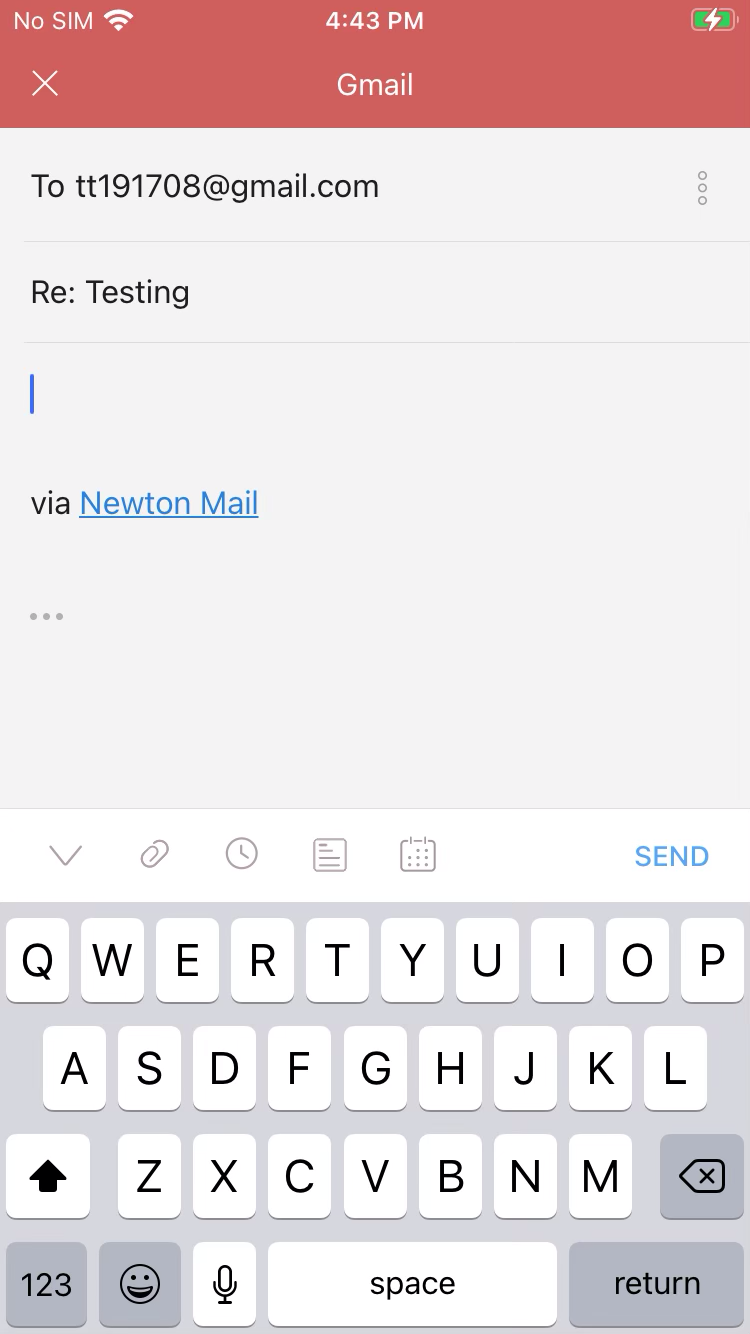 No SIM 4:43 PM
Gmail
To tt191708@gmail.com
Re: Testing
via Newton Mail
SEND
Q W E R T Y U I O P
A S D F G H J K L
Z X C V B N M
123 space return